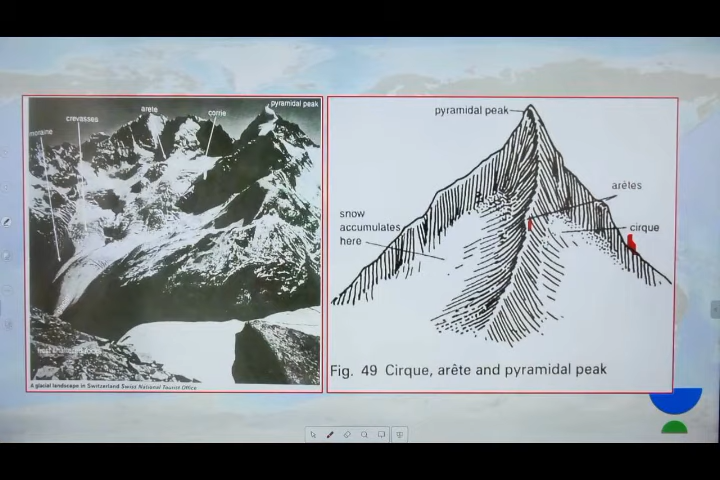 pyramidal peak
arete
corrie
crevasses
moraine
A glacial landscape in Switzerland Swiss National Tourist Office
pyramidal peak
arêtes
snow
accumulates
here
cirque
Fig. 49 Cirque, arête and pyramidal peak